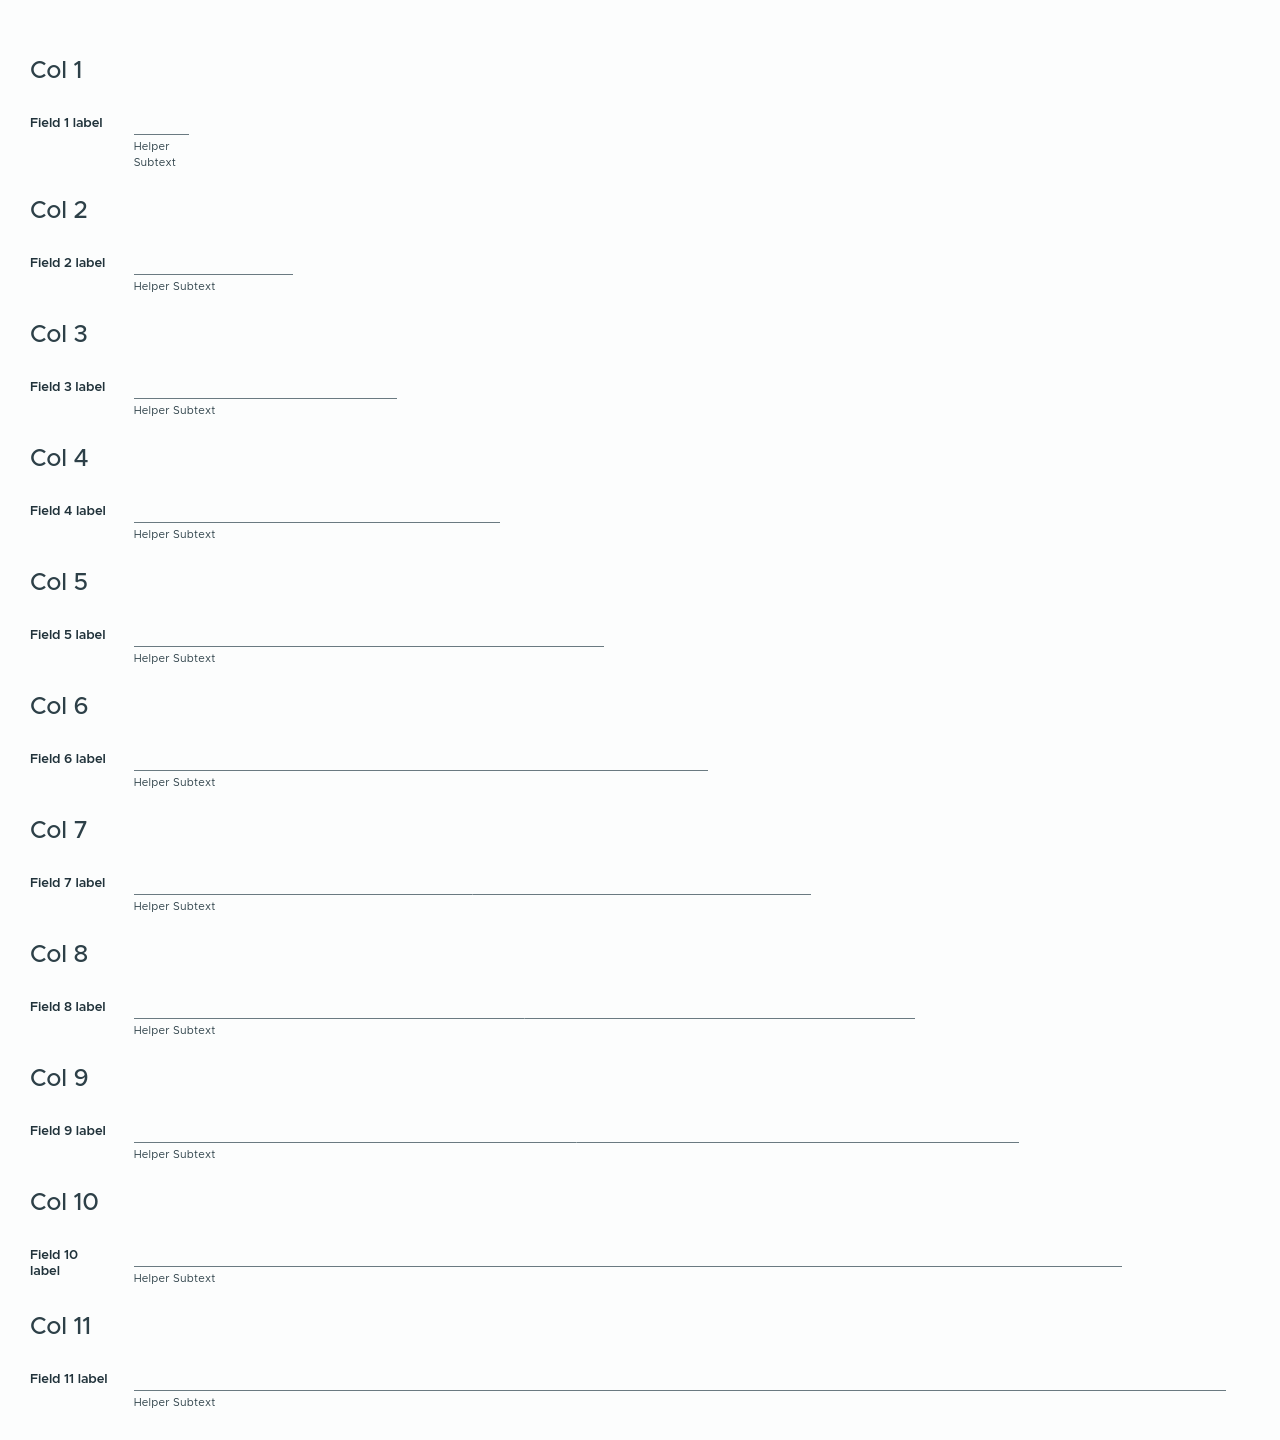 Col 1
Field 1 label
Helper
Subtext
Col 2
Field 2 label
Helper Subtext
Col 3
Field 3 label
Helper Subtext
Col 4
Field 4 label
Helper Subtext
Col 5
Field 5 label
Helper Subtext
Col 6
Field 6 label
Helper Subtext
Col 7
Field 7 label
Helper Subtext
Col 8
Field 8 label
Helper Subtext
Col 9
Field 9 label
Helper Subtext
Col 10
Field 10
label
Helper Subtext
Col 11
Field 11 label
Helper Subtext